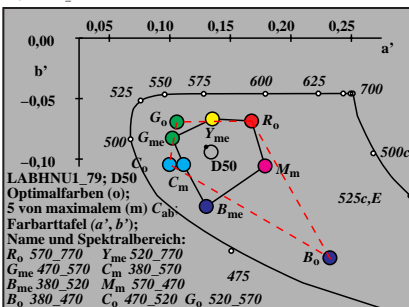 0,05 0,15 0,20 0,25
a'
0,00
b'
−0,05
−0,10
525 550 575 600 625 700
500
500c
525c,E
475
Go Yme Ro
Gme
Co Cm D50 Mm
Bme
Bo
LABHNU1_79; D50
Optimalfarben (o);
5 von maximalem (m) Cab'
Farbarttafel (a', b');
Name und Spektralbereich:
Ro 570_770 Yme 520_770
Gme 470_570 Cm 380_570
Bme 380_520 Mm 570_470
Bo 380_470 Co 470_520 Go 520_570